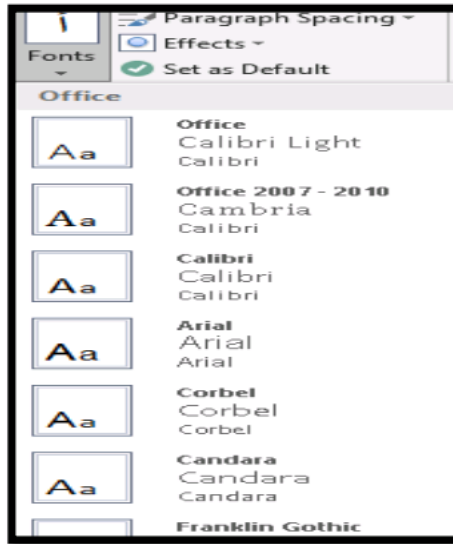 Paragraph Spacing
Effects
Fonts
Set as Default
Office
Aa
Office
Calibri Light
Calibri
Aa
Office 2007 - 2010
Cambria
Calibri
Aa
Calibri
Calibri
Calibri
Aa
Arial
Arial
Arial
Aa
Corbel
Corbel
Corbel
Aa
Candara
Candara
Candara
Franklin Gothic